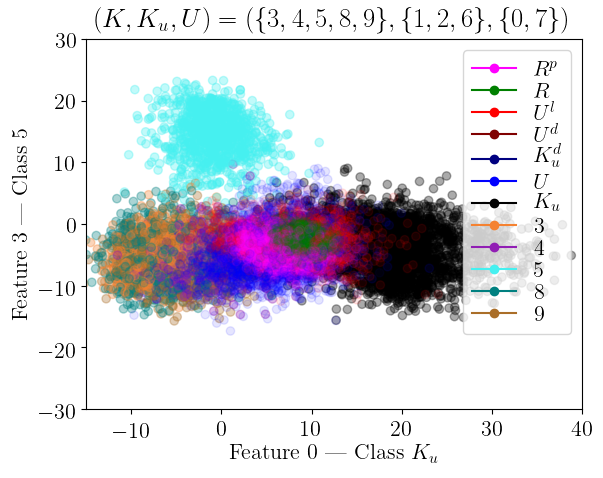 (K, K_u, U) = ({3, 4, 5, 8, 9}, {1, 2, 6}, {0, 7})
Feature 3 — Class 5
30
20
10
0
−10
−20
−30
R^p
R
U^l
U^d
K_u^d
U
K_u
3
4
5
8
9
−10 0 10 20 30 40
Feature 0 — Class K_u